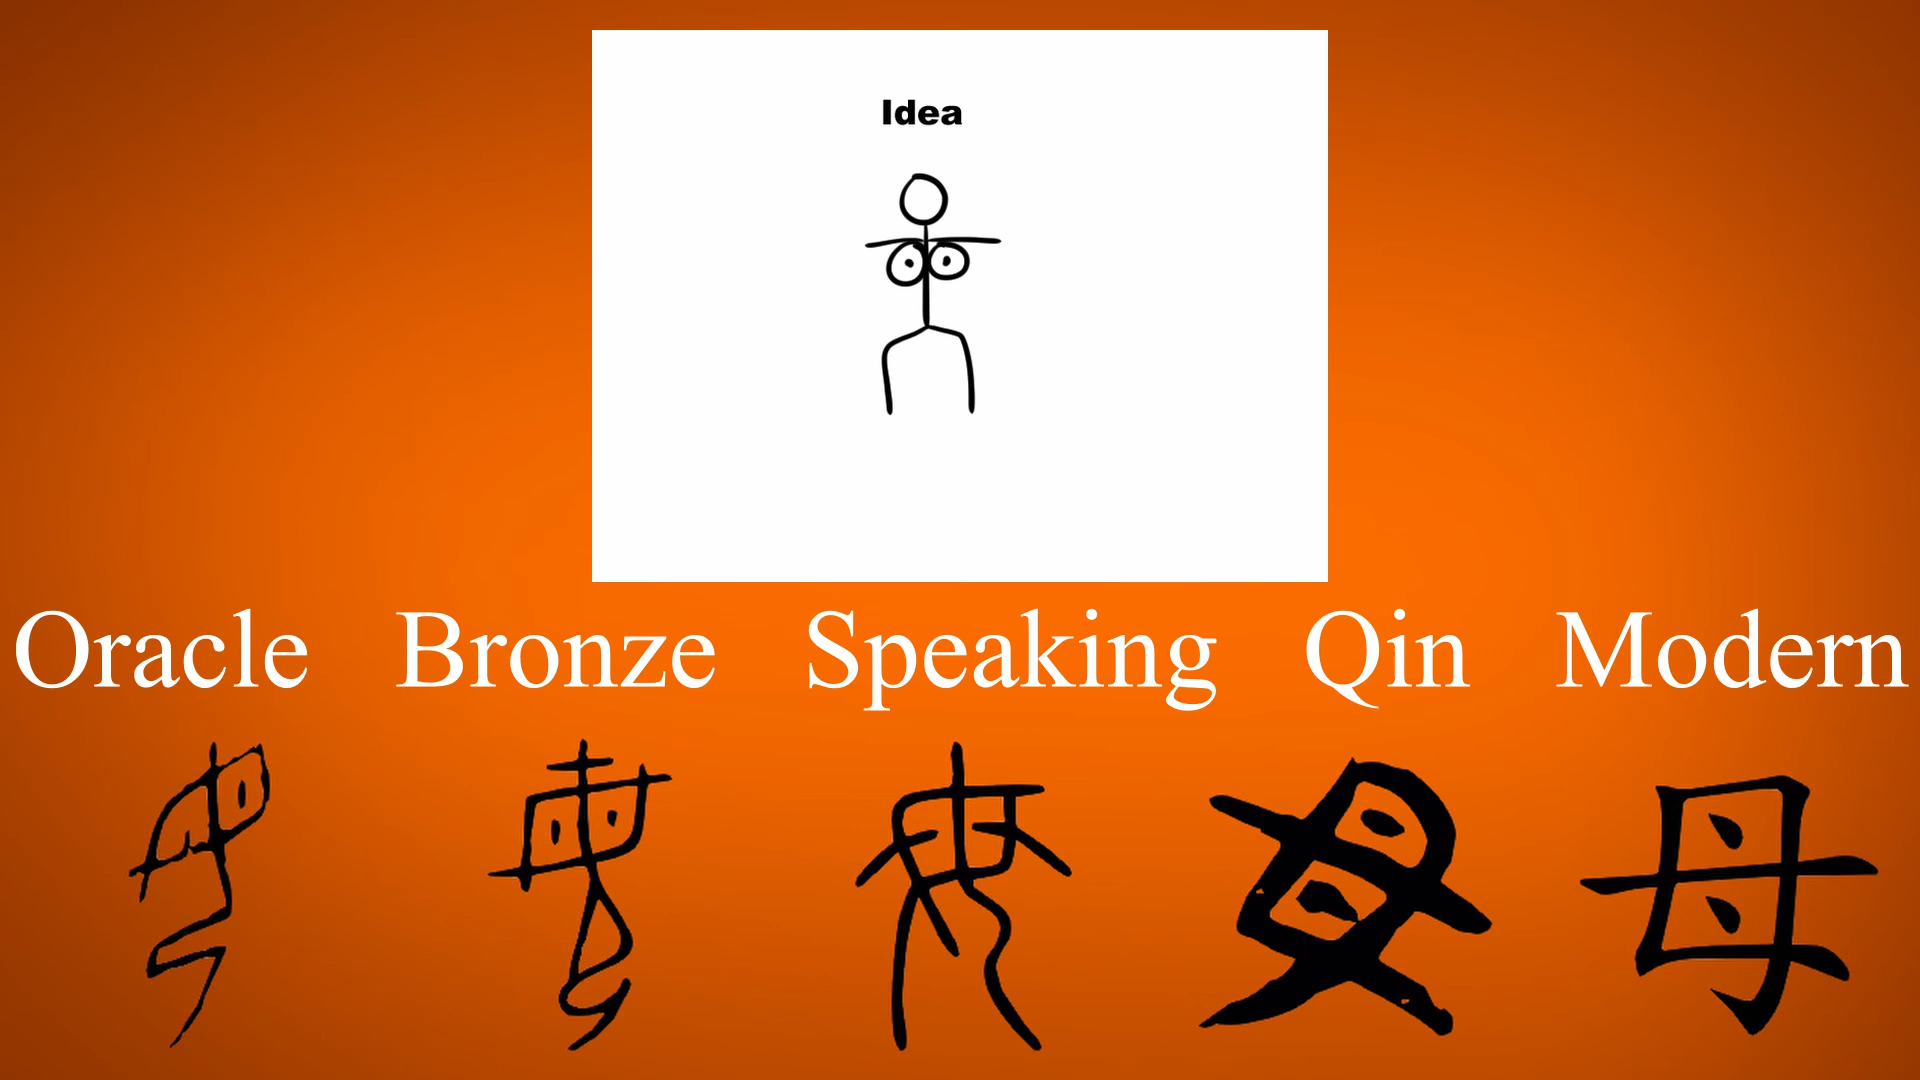 Idea
Oracle Bronze Speaking Qin Modern
母